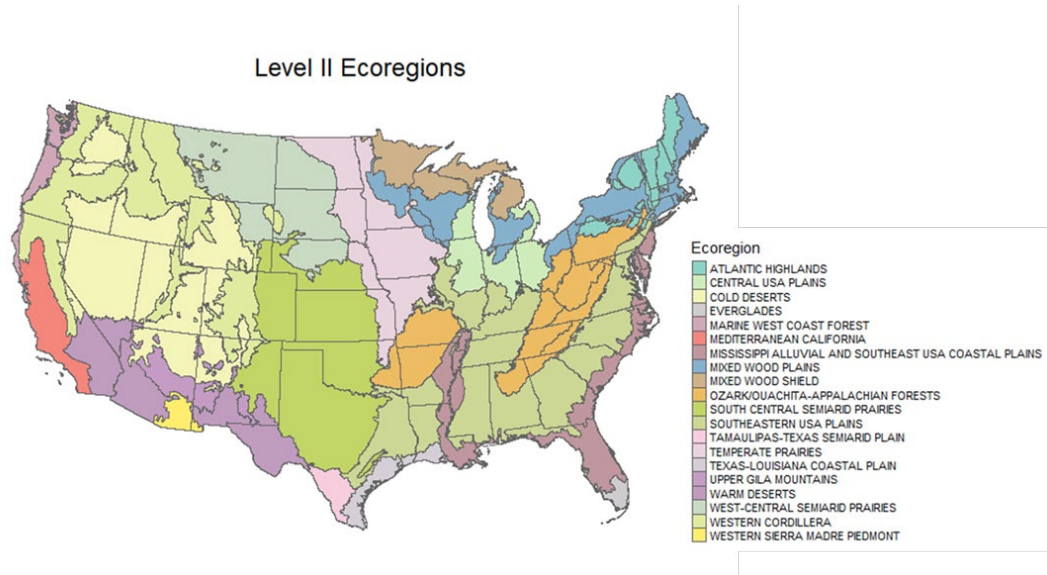 Level II Ecoregions
Ecoregion
ATLANTIC HIGHLANDS
CENTRAL USA PLAINS
COLD DESERTS
EVERGLADES
MARINE WEST COAST FOREST
MEDITERRANEAN CALIFORNIA
MISSISSIPPI ALLUVIAL AND SOUTHEAST USA COASTAL PLAINS
MIXED WOOD PLAINS
MIXED WOOD SHIELD
OZARK/OUACHITA-APPALACHIAN FORESTS
SOUTH CENTRAL SEMIARID PRAIRIES
SOUTHEASTERN USA PLAINS
TAMAULIPAS-TEXAS SEMIARID PLAIN
TEMPERATE PRAIRIES
TEXAS-LOUISIANA COASTAL PLAIN
UPPER GILA MOUNTAINS
WARM DESERTS
WEST-CENTRAL SEMIARID PRAIRIES
WESTERN CORDILLERA
WESTERN SIERRA MADRE PIEDMONT